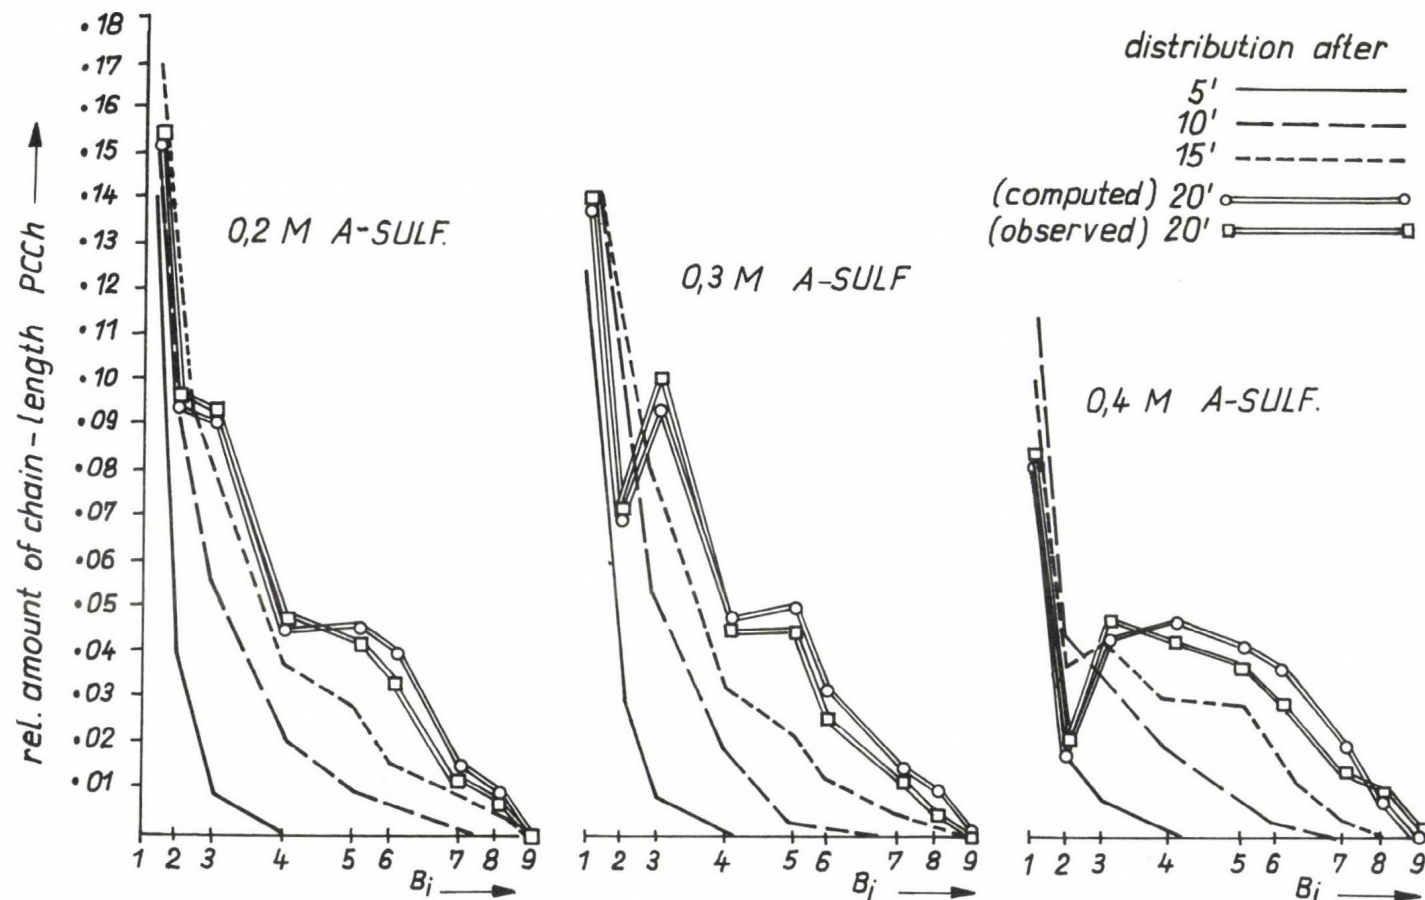 rel. amount of chain-length PCCh
.18
.17
.16
.15
.14
.13
.12
.11
.10
.09
.08
.07
.06
.05
.04
.03
.02
.01
distribution after
5'
10'
15'
(computed) 20'
(observed) 20'
0,2 M A-SULF.
0,3 M A-SULF
0,4 M A-SULF.
1 2 3 4 5 6 7 8 9
Bi
1 2 3 4 5 6 7 8 9
Bi
1 2 3 4 5 6 7 8 9
Bi